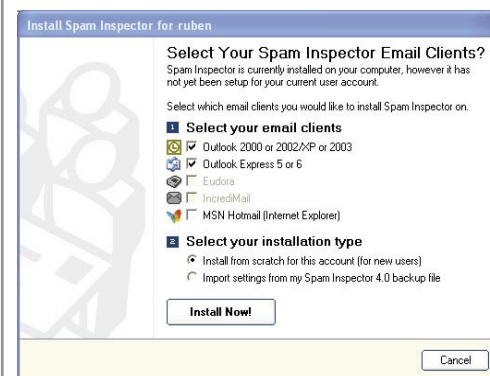 Install Spam Inspector for ruben
Select Your Spam Inspector Email Clients?
Spam Inspector is currently installed on your computer, however it has
not yet been setup for your current user account.
Select which email clients you would like to install Spam Inspector on.
1 Select your email clients
Outlook 2000 or 2002/XP or 2003
Outlook Express 5 or 6
Eudora
IncrediMail
MSN Hotmail (Internet Explorer)
2 Select your installation type
Install from scratch for this account (for new users)
Import settings from my Spam Inspector 4.0 backup file
Install Now!
Cancel